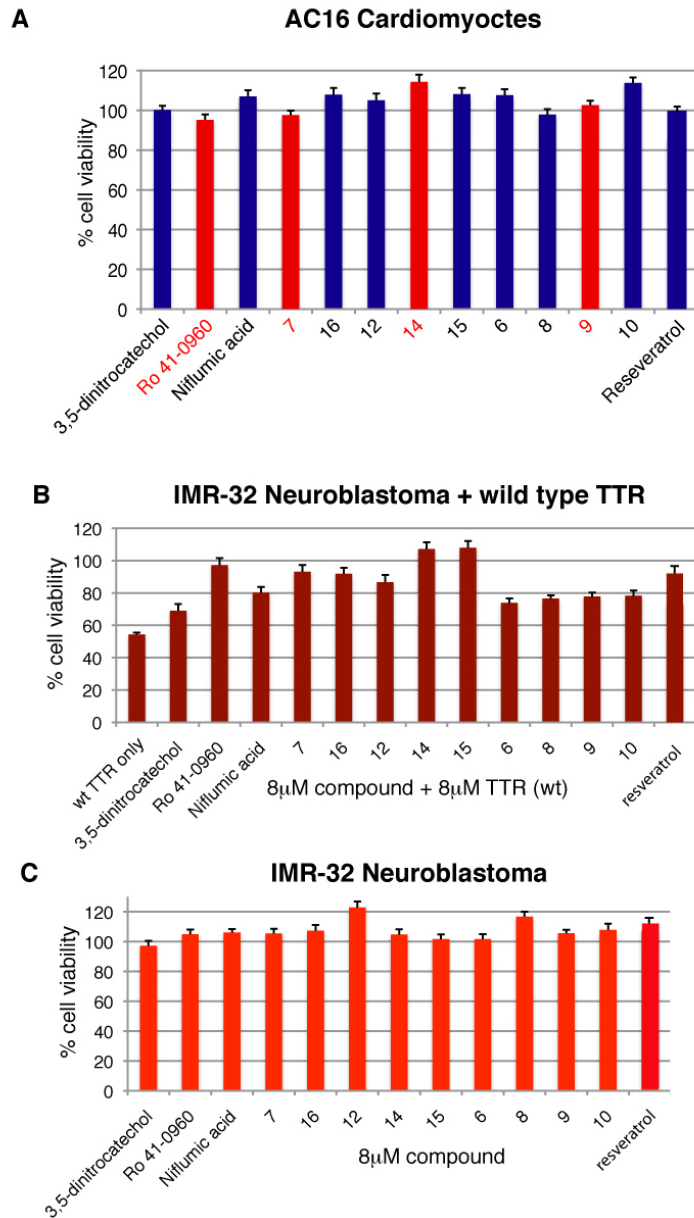 A
AC16 Cardiomyoctes
% cell viability
120
100
80
60
40
20
0
3,5-dinitrocatechol
Ro 41-0960
Niflumic acid
7
16
12
14
15
6
8
9
10
Reseveratrol
B
IMR-32 Neuroblastoma + wild type TTR
% cell viability
120
100
80
60
40
20
0
wt TTR only
3,5-dinitrocatechol
Ro 41-0960
Niflumic acid
7
16
12
14
15
6
8
9
10
resveratrol
8μM compound + 8μM TTR (wt)
C
IMR-32 Neuroblastoma
% cell viability
120
100
80
60
40
20
0
3,5-dinitrocatechol
Ro 41-0960
Niflumic acid
7
16
12
14
15
6
8
9
10
resveratrol
8μM compound